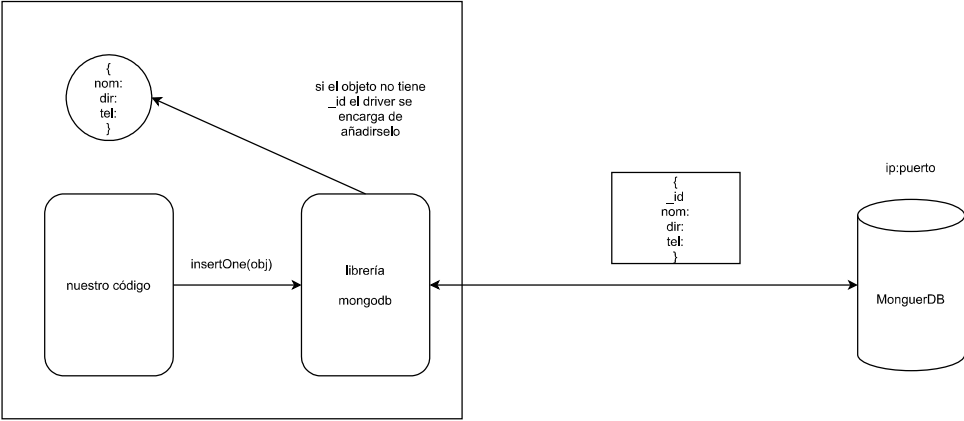 {
nom:
dir:
tel:
}
si el objeto no tiene
_id el driver se
encarga de
añadirselo
nuestro código
insertOne(obj)
librería
mongodb
{
_id
nom:
dir:
tel:
}
ip:puerto
MonguerDB